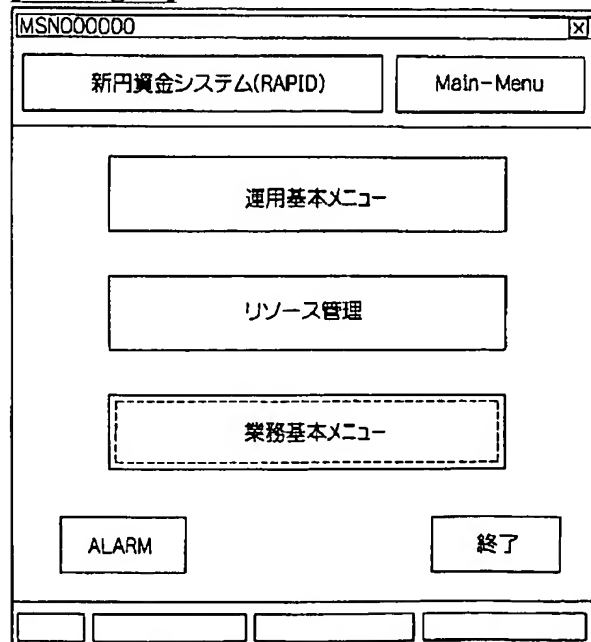 MSN000000
新円資金システム(RAPID) Main-Menu
運用基本メニュー
リソース管理
業務基本メニュー
ALARM 終了